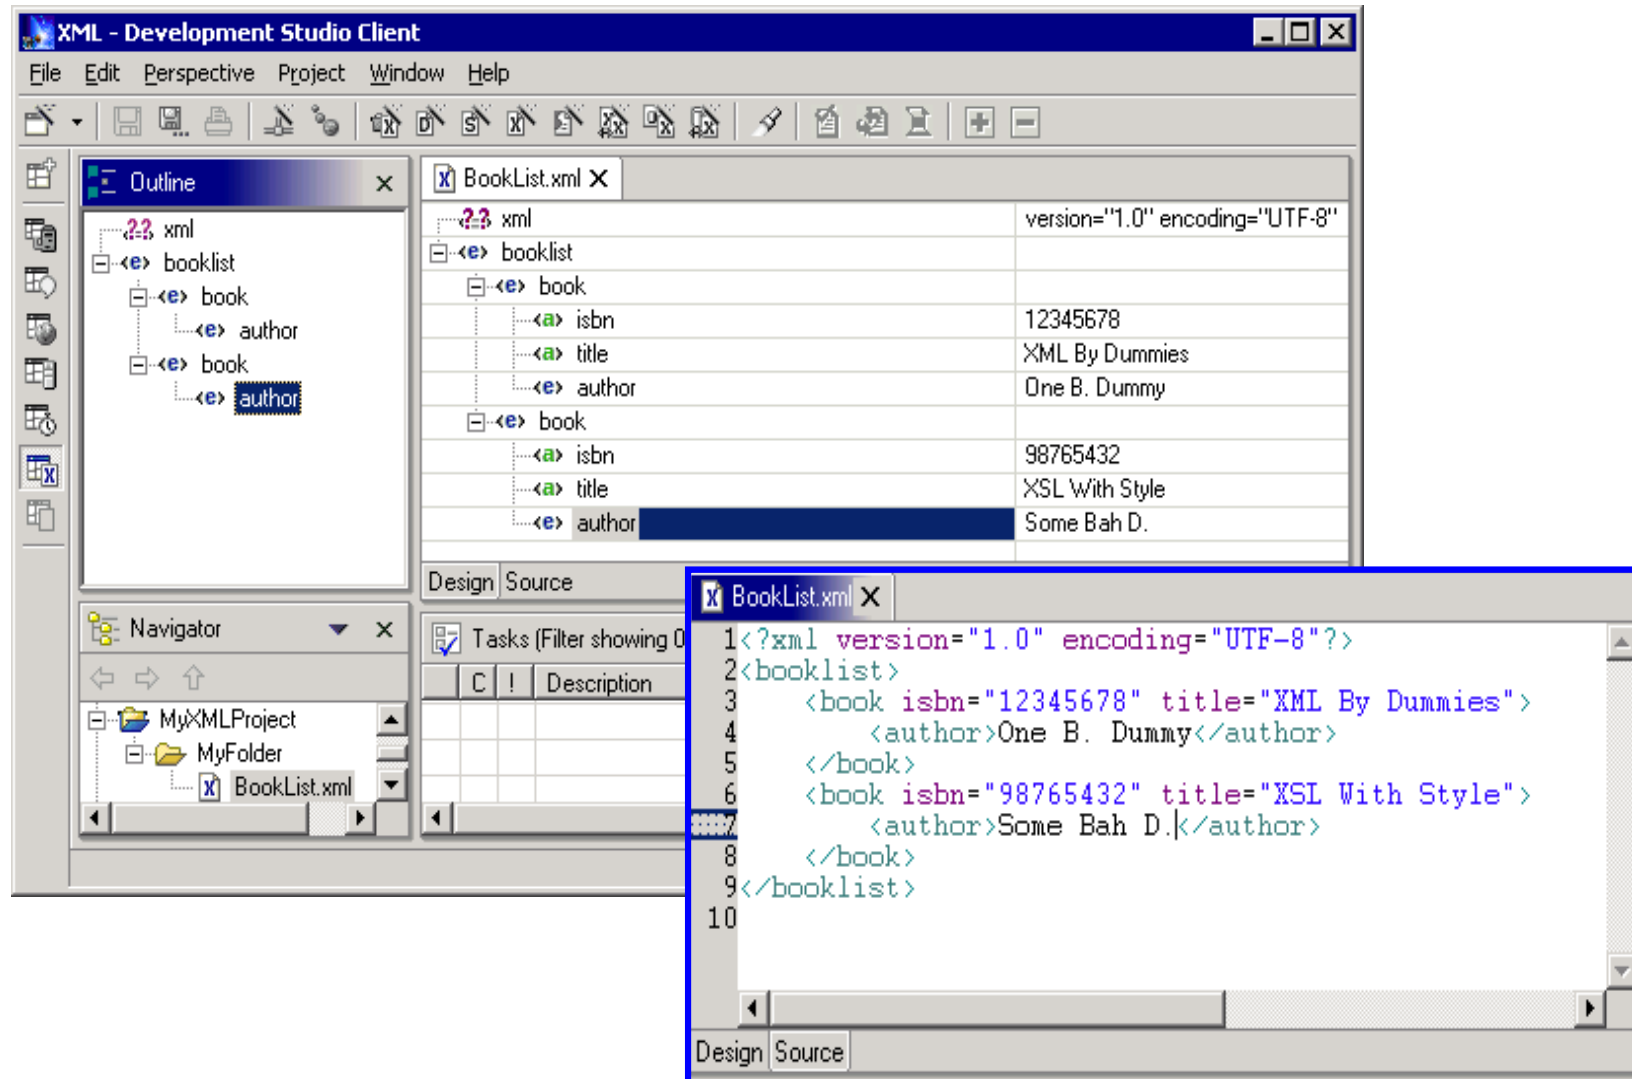 XML - Development Studio Client
File Edit Perspective Project Window Help
Outline
xml
booklist
book
author
book
author
BookList.xml
xml version="1.0" encoding="UTF-8"
booklist
book
isbn 12345678
title XML By Dummies
author One B. Dummy
book
isbn 98765432
title XSL With Style
author Some Bah D.
Design Source
Navigator
MyXMLProject
MyFolder
BookList.xml
Tasks (Filter showing 0
C ! Description
BookList.xml
1<?xml version="1.0" encoding="UTF-8"?>
2<booklist>
3    <book isbn="12345678" title="XML By Dummies">
4        <author>One B. Dummy</author>
5    </book>
6    <book isbn="98765432" title="XSL With Style">
7        <author>Some Bah D.</author>
8    </book>
9</booklist>
10
Design Source